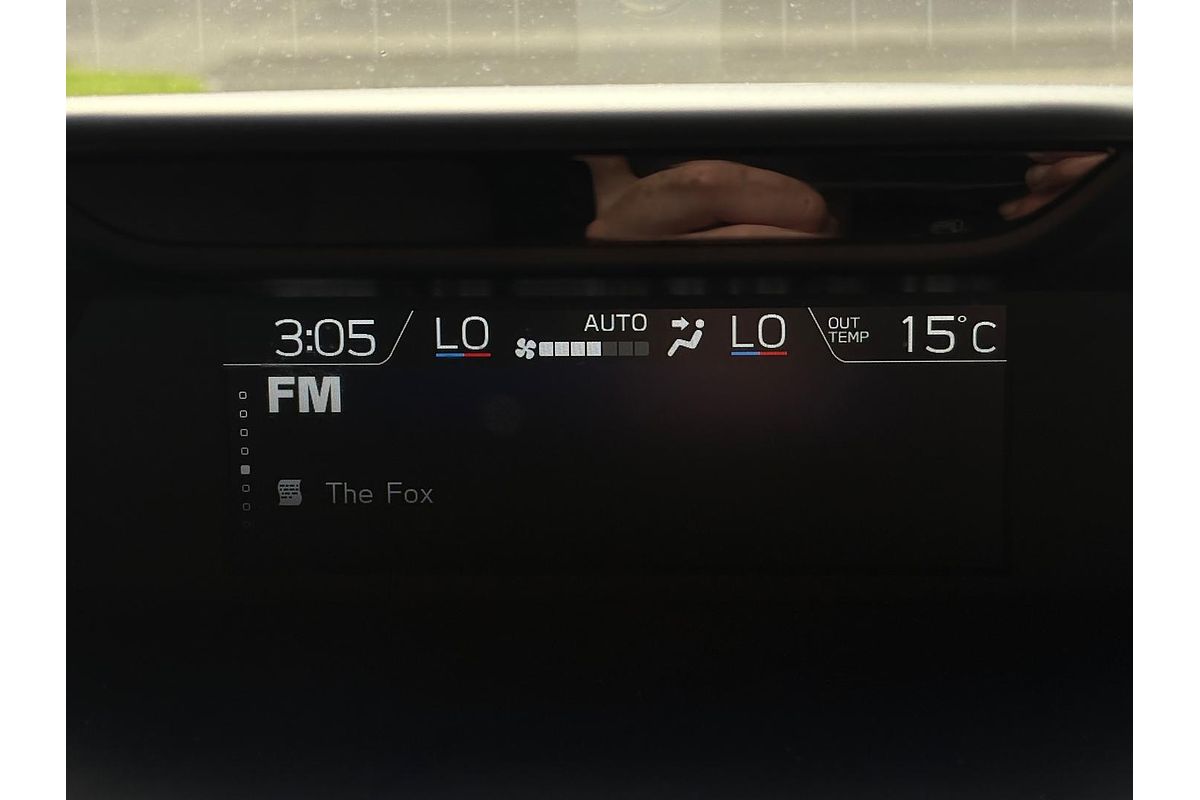 3:05 LO AUTO LO OUT TEMP 15°C
FM
The Fox